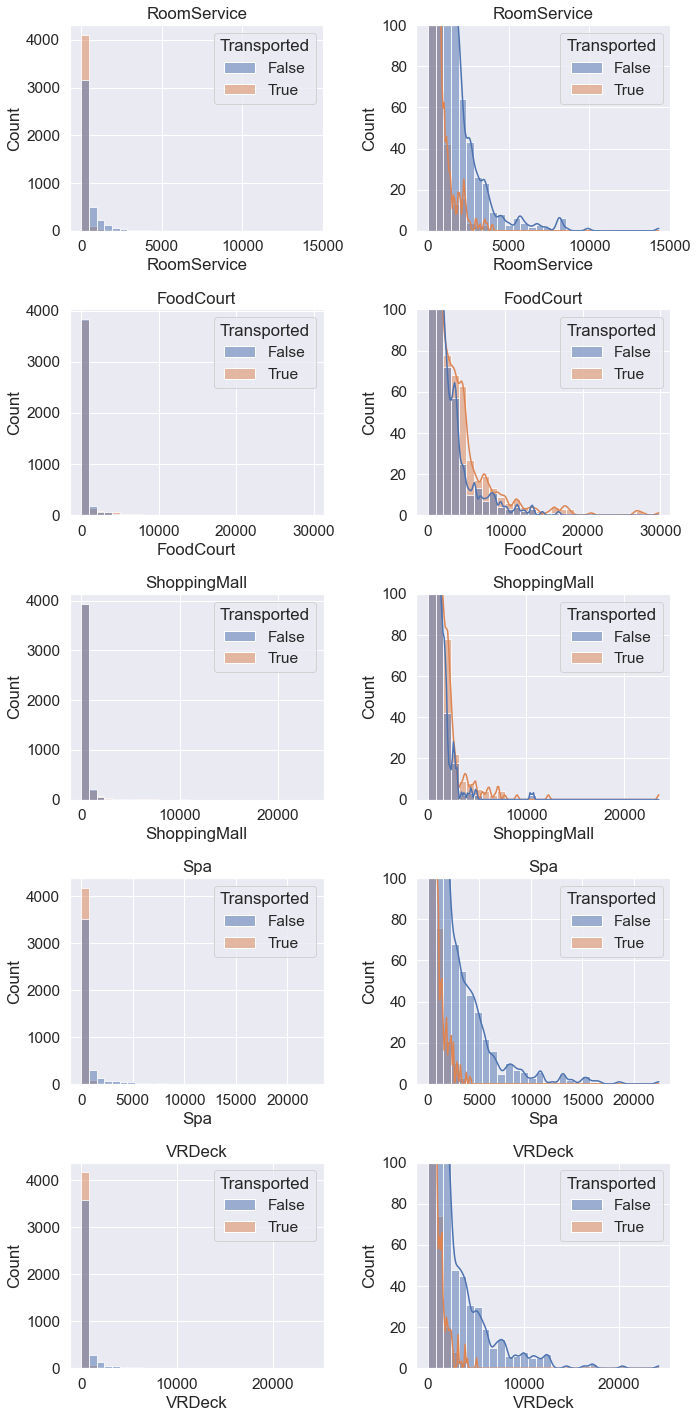 RoomService
Transported
False
True
Count
4000
3000
2000
1000
0
0 5000 10000 15000
RoomService
RoomService
Transported
False
True
Count
100
80
60
40
20
0
0 5000 10000 15000
RoomService
FoodCourt
Transported
False
True
Count
4000
3000
2000
1000
0
0 10000 20000 30000
FoodCourt
FoodCourt
Transported
False
True
Count
100
80
60
40
20
0
0 10000 20000 30000
FoodCourt
ShoppingMall
Transported
False
True
Count
4000
3000
2000
1000
0
0 10000 20000
ShoppingMall
ShoppingMall
Transported
False
True
Count
100
80
60
40
20
0
0 10000 20000
ShoppingMall
Spa
Transported
False
True
Count
4000
3000
2000
1000
0
0 5000 10000 15000 20000
Spa
Spa
Transported
False
True
Count
100
80
60
40
20
0
0 5000 10000 15000 20000
Spa
VRDeck
Transported
False
True
Count
4000
3000
2000
1000
0
0 10000 20000
VRDeck
VRDeck
Transported
False
True
Count
100
80
60
40
20
0
0 10000 20000
VRDeck